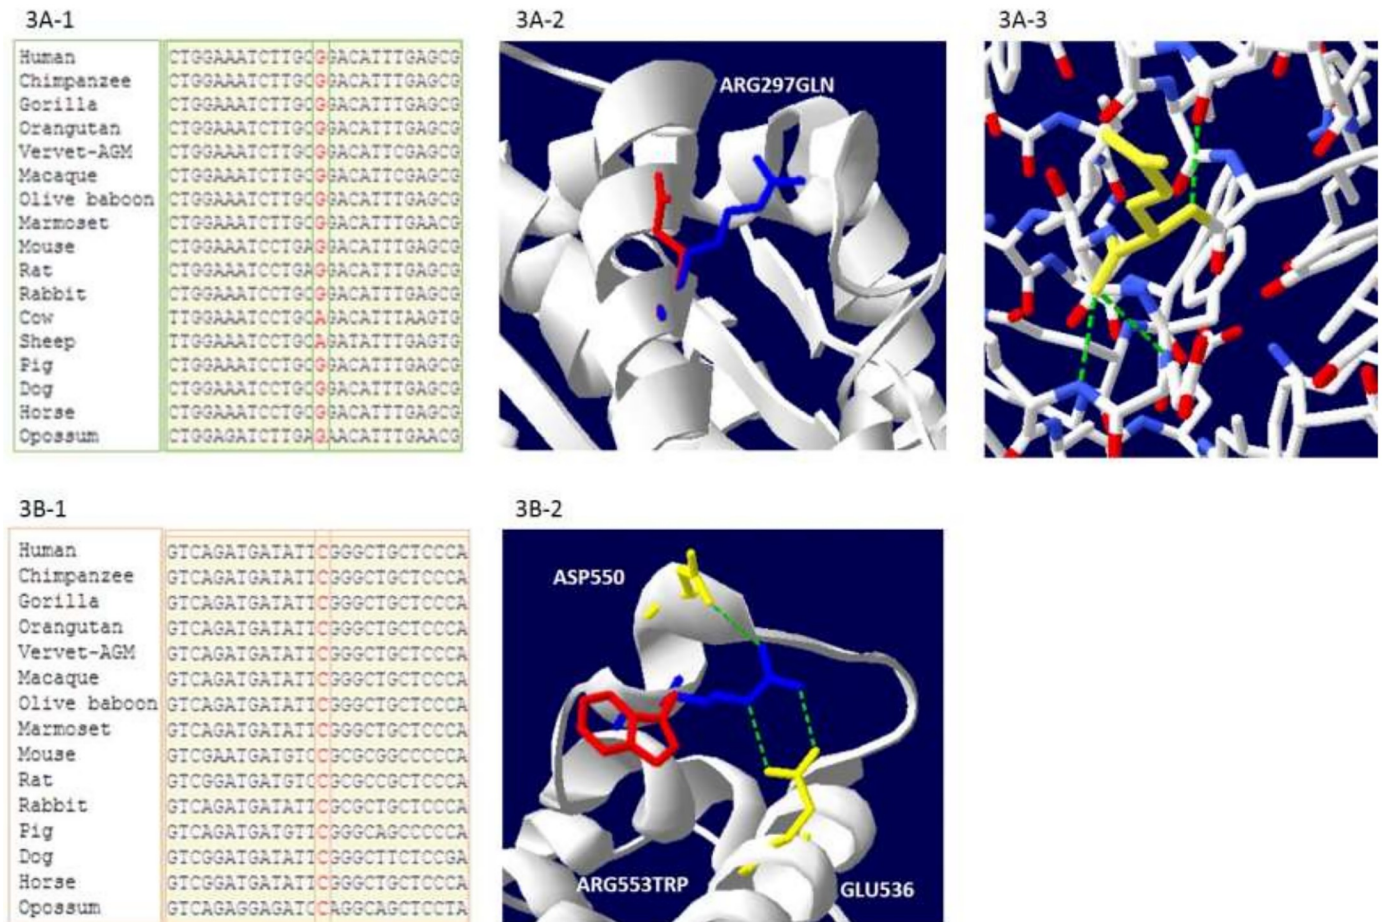 3A-1
3A-2
3A-3
Human CTGGAAATCTTGCGGACATTTGAGCG
Chimpanzee CTGGAAATCTTGCGGACATTTGAGCG
Gorilla CTGGAAATCTTGCGGACATTTGAGCG
Orangutan CTGGAAATCTTGCGGACATTTGAGCG
Vervet-AGM CTGGAAATCTTGCGGACATTCGAGCG
Macaque CTGGAAATCTTGCGGACATTCGAGCG
Olive baboon CTGGAAATCTTGCGGACATTTGAGCG
Marmoset CTGGAAATCTTGCGGACATTTGAACG
Mouse CTGGAAATCCTGAGGACATTTGAGCG
Rat CTGGAAATCCTGAGGACATTTGAGCG
Rabbit CTGGAAATCCTGCGGACATTTGAGCG
Cow TTGGAAATCCTGCAGACATTTAAGTG
Sheep TTGGAAATCCTGCAGATATTTGAGTG
Pig CTGGAAATCCTGCGGACATTTGAGCG
Dog CTGGAAATCCTGCGGACATTTGAGCG
Horse CTGGAAATCCTGCGGACATTTGAGCG
Opossum CTGGAGATCTTGAGAACATTTGAACG
ARG297GLN
3B-1
3B-2
Human GTCAGATGATATTCGGGCTGCTCCCA
Chimpanzee GTCAGATGATATTCGGGCTGCTCCCA
Gorilla GTCAGATGATATTCGGGCTGCTCCCA
Orangutan GTCAGATGATATTCGGGCTGCTCCCA
Vervet-AGM GTCAGATGATATTCGGGCTGCTCCCA
Macaque GTCAGATGATATTCGGGCTGCTCCCA
Olive baboon GTCAGATGATATTCGGGCTGCTCCCA
Marmoset GTCAGATGATATTCGGGCTGCTCCCA
Mouse GTCGAATGATGTCCGCGCGGCCCCCA
Rat GTCGGATGATGTCCGCGCCGCTCCCA
Rabbit GTCAGATGATATTCGCGCTGCTCCCA
Pig GTCAGATGATGTTCGGGCAGCCCCCA
Dog GTCGGATGATATTCGGGCTTCTCCGA
Horse GTCGGATGATATTCGGGCTGCTCCCA
Opossum GTCAGAGGAGATCCAGGCAGCTCCTA
ASP550
ARG553TRP
GLU536